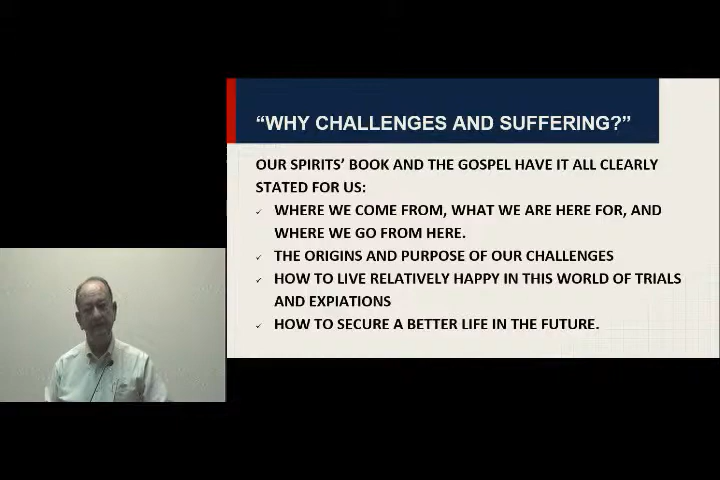 “WHY CHALLENGES AND SUFFERING?”
OUR SPIRITS’ BOOK AND THE GOSPEL HAVE IT ALL CLEARLY
STATED FOR US:
✓ WHERE WE COME FROM, WHAT WE ARE HERE FOR, AND
WHERE WE GO FROM HERE.
✓ THE ORIGINS AND PURPOSE OF OUR CHALLENGES
✓ HOW TO LIVE RELATIVELY HAPPY IN THIS WORLD OF TRIALS
AND EXPIATIONS
✓ HOW TO SECURE A BETTER LIFE IN THE FUTURE.